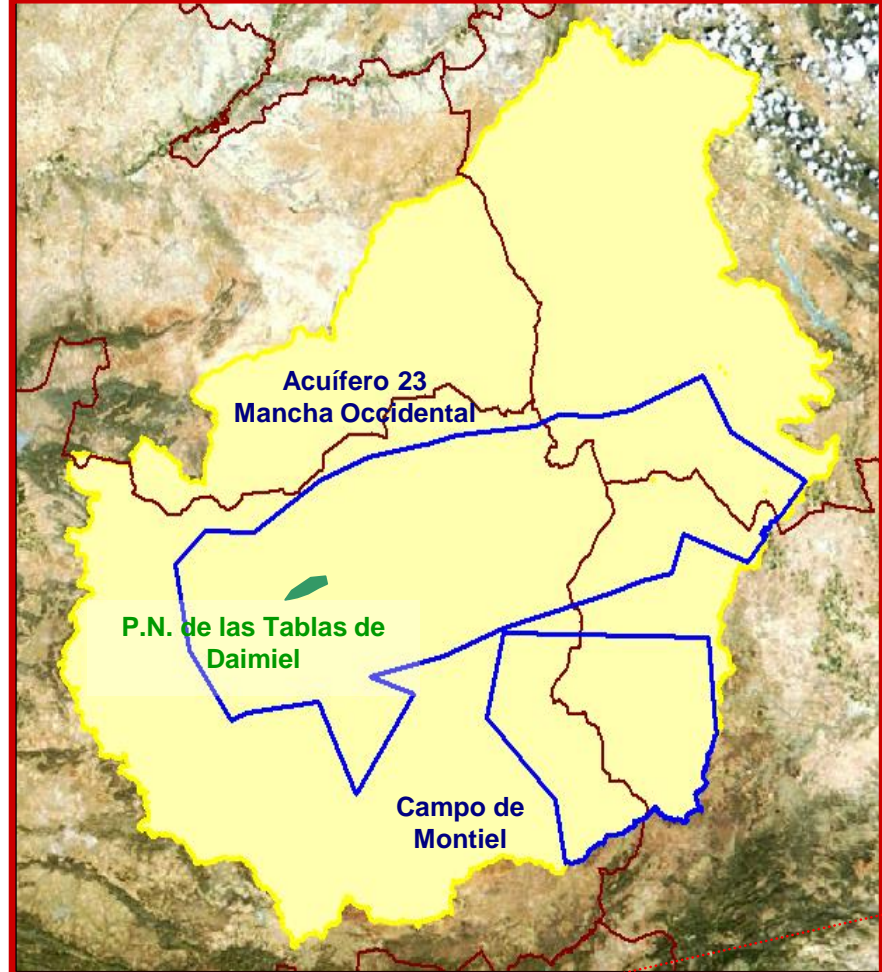 Acuífero 23
Mancha Occidental
P.N. de las Tablas de
Daimiel
Campo de
Montiel